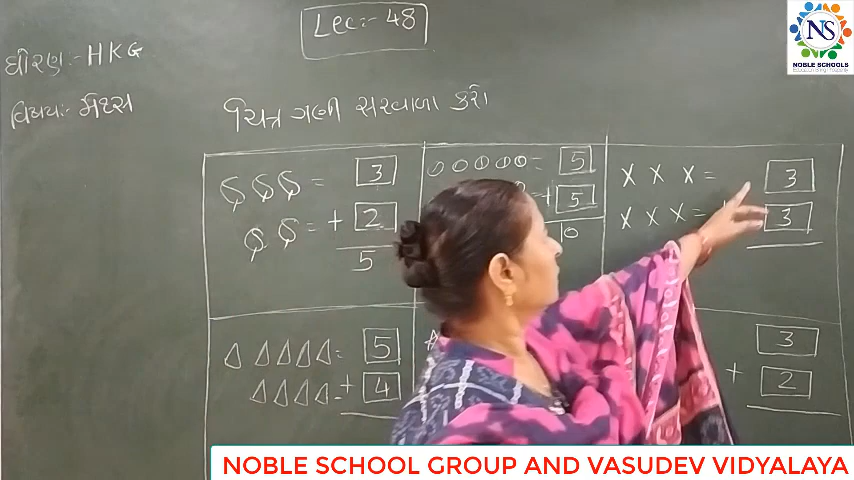 Lec:- 48
ધોરણ:- HKG
વિષય:- મેથ્સ
ચિત્ર ગણી સરવાળા કરો
= 3
= + 2
5
= 5
= + 5
10
x x x = 3
x x x = 3
= 5
= + 4
3
+ 2
NS
NOBLE SCHOOLS
NOBLE SCHOOL GROUP AND VASUDEV VIDYALAYA